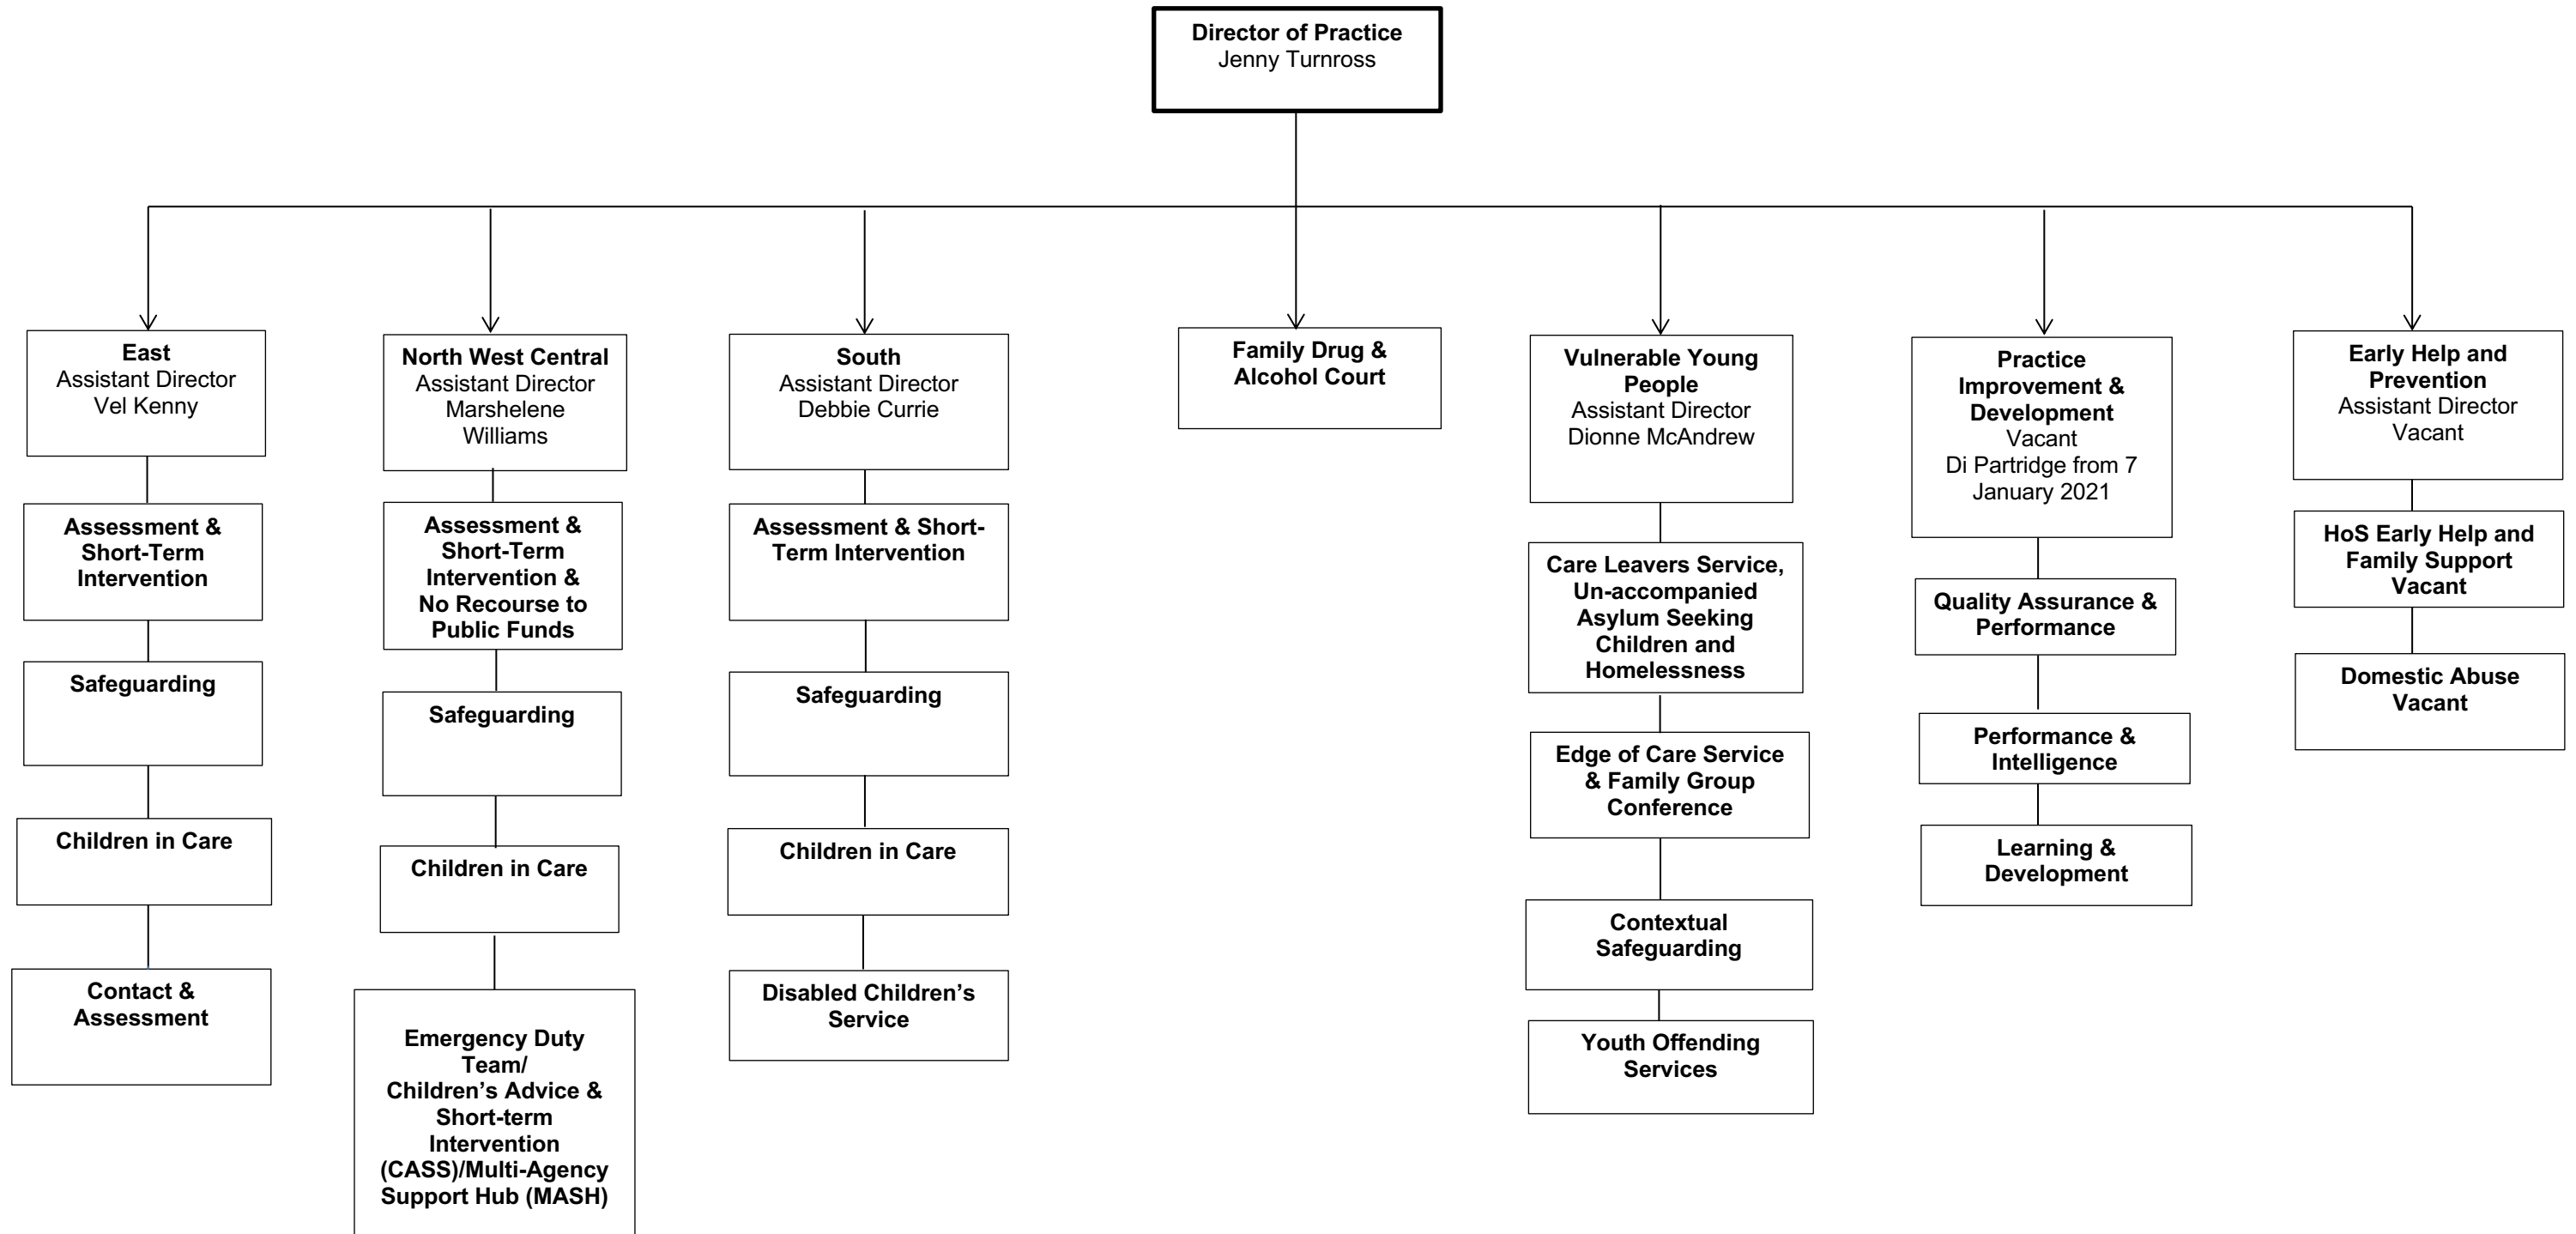 Director of Practice
Jenny Turnross
East
Assistant Director
Vel Kenny
Assessment &
Short-Term
Intervention
Safeguarding
Children in Care
Contact &
Assessment
North West Central
Assistant Director
Marshelene
Williams
Assessment &
Short-Term
Intervention &
No Recourse to
Public Funds
Safeguarding
Children in Care
Emergency Duty
Team/
Children’s Advice &
Short-term
Intervention
(CASS)/Multi-Agency
Support Hub (MASH)
South
Assistant Director
Debbie Currie
Assessment & Short-
Term Intervention
Safeguarding
Children in Care
Disabled Children’s
Service
Family Drug &
Alcohol Court
Vulnerable Young
People
Assistant Director
Dionne McAndrew
Care Leavers Service,
Un-accompanied
Asylum Seeking
Children and
Homelessness
Edge of Care Service
& Family Group
Conference
Contextual
Safeguarding
Youth Offending
Services
Practice
Improvement &
Development
Vacant
Di Partridge from 7
January 2021
Quality Assurance &
Performance
Performance &
Intelligence
Learning &
Development
Early Help and
Prevention
Assistant Director
Vacant
HoS Early Help and
Family Support
Vacant
Domestic Abuse
Vacant